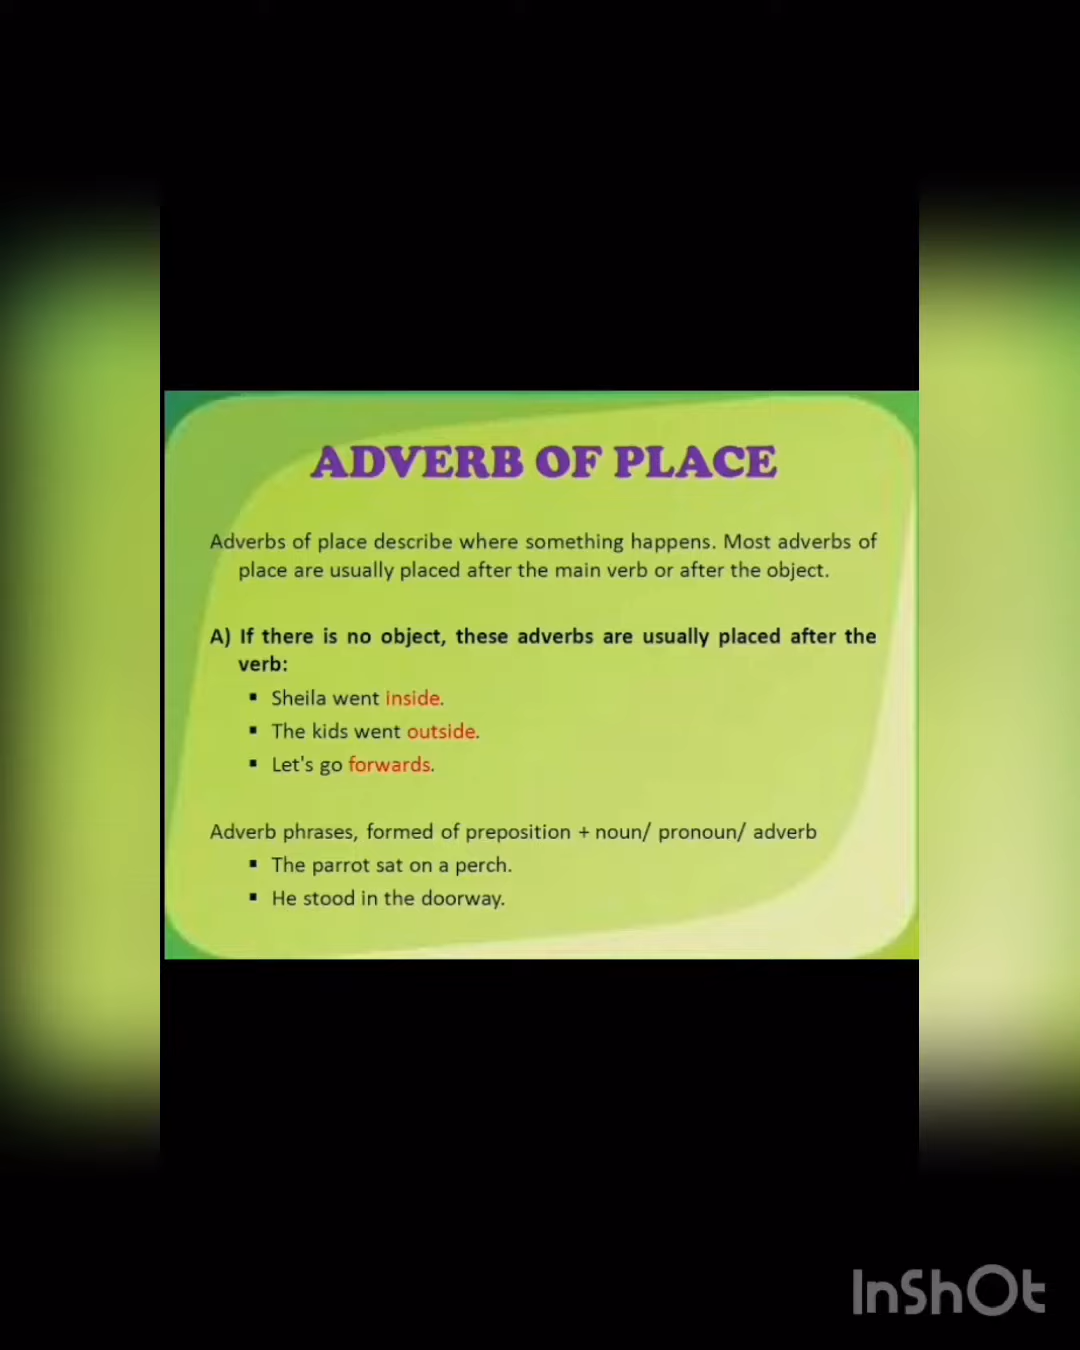 ADVERB OF PLACE
Adverbs of place describe where something happens. Most adverbs of
place are usually placed after the main verb or after the object.
A) If there is no object, these adverbs are usually placed after the
verb:
▪ Sheila went inside.
▪ The kids went outside.
▪ Let's go forwards.
Adverb phrases, formed of preposition + noun/ pronoun/ adverb
▪ The parrot sat on a perch.
▪ He stood in the doorway.
InShOt